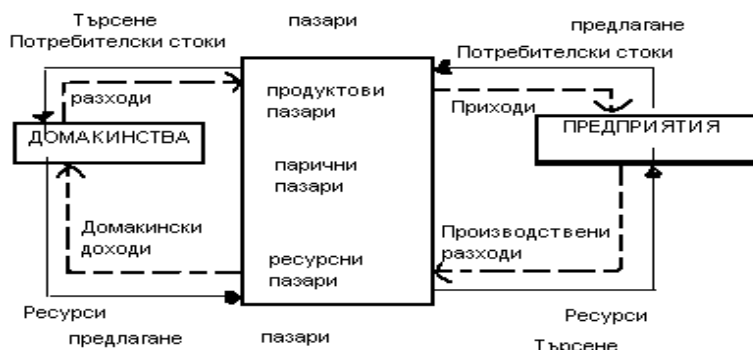 Търсене
пазари
предлагане
Потребителски стоки
Потребителски стоки
разходи
продуктови
пазари
Приходи
ДОМАКИНСТВА
ПРЕДПРИЯТИЯ
парични
пазари
Домакински
доходи
Производствени
разходи
ресурсни
пазари
Ресурси
Ресурси
предлагане
пазари
Търсене